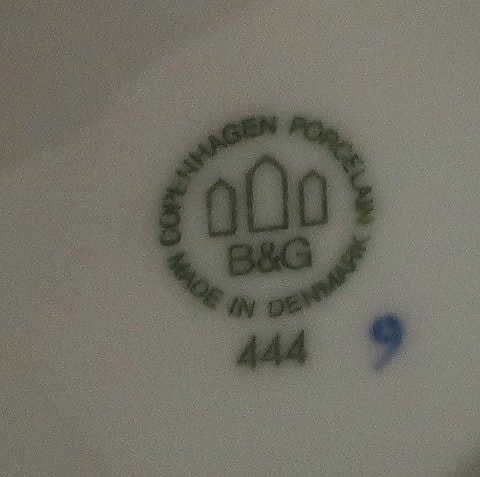 COPENHAGEN PORCELAIN
B&G
MADE IN DENMARK
444
9